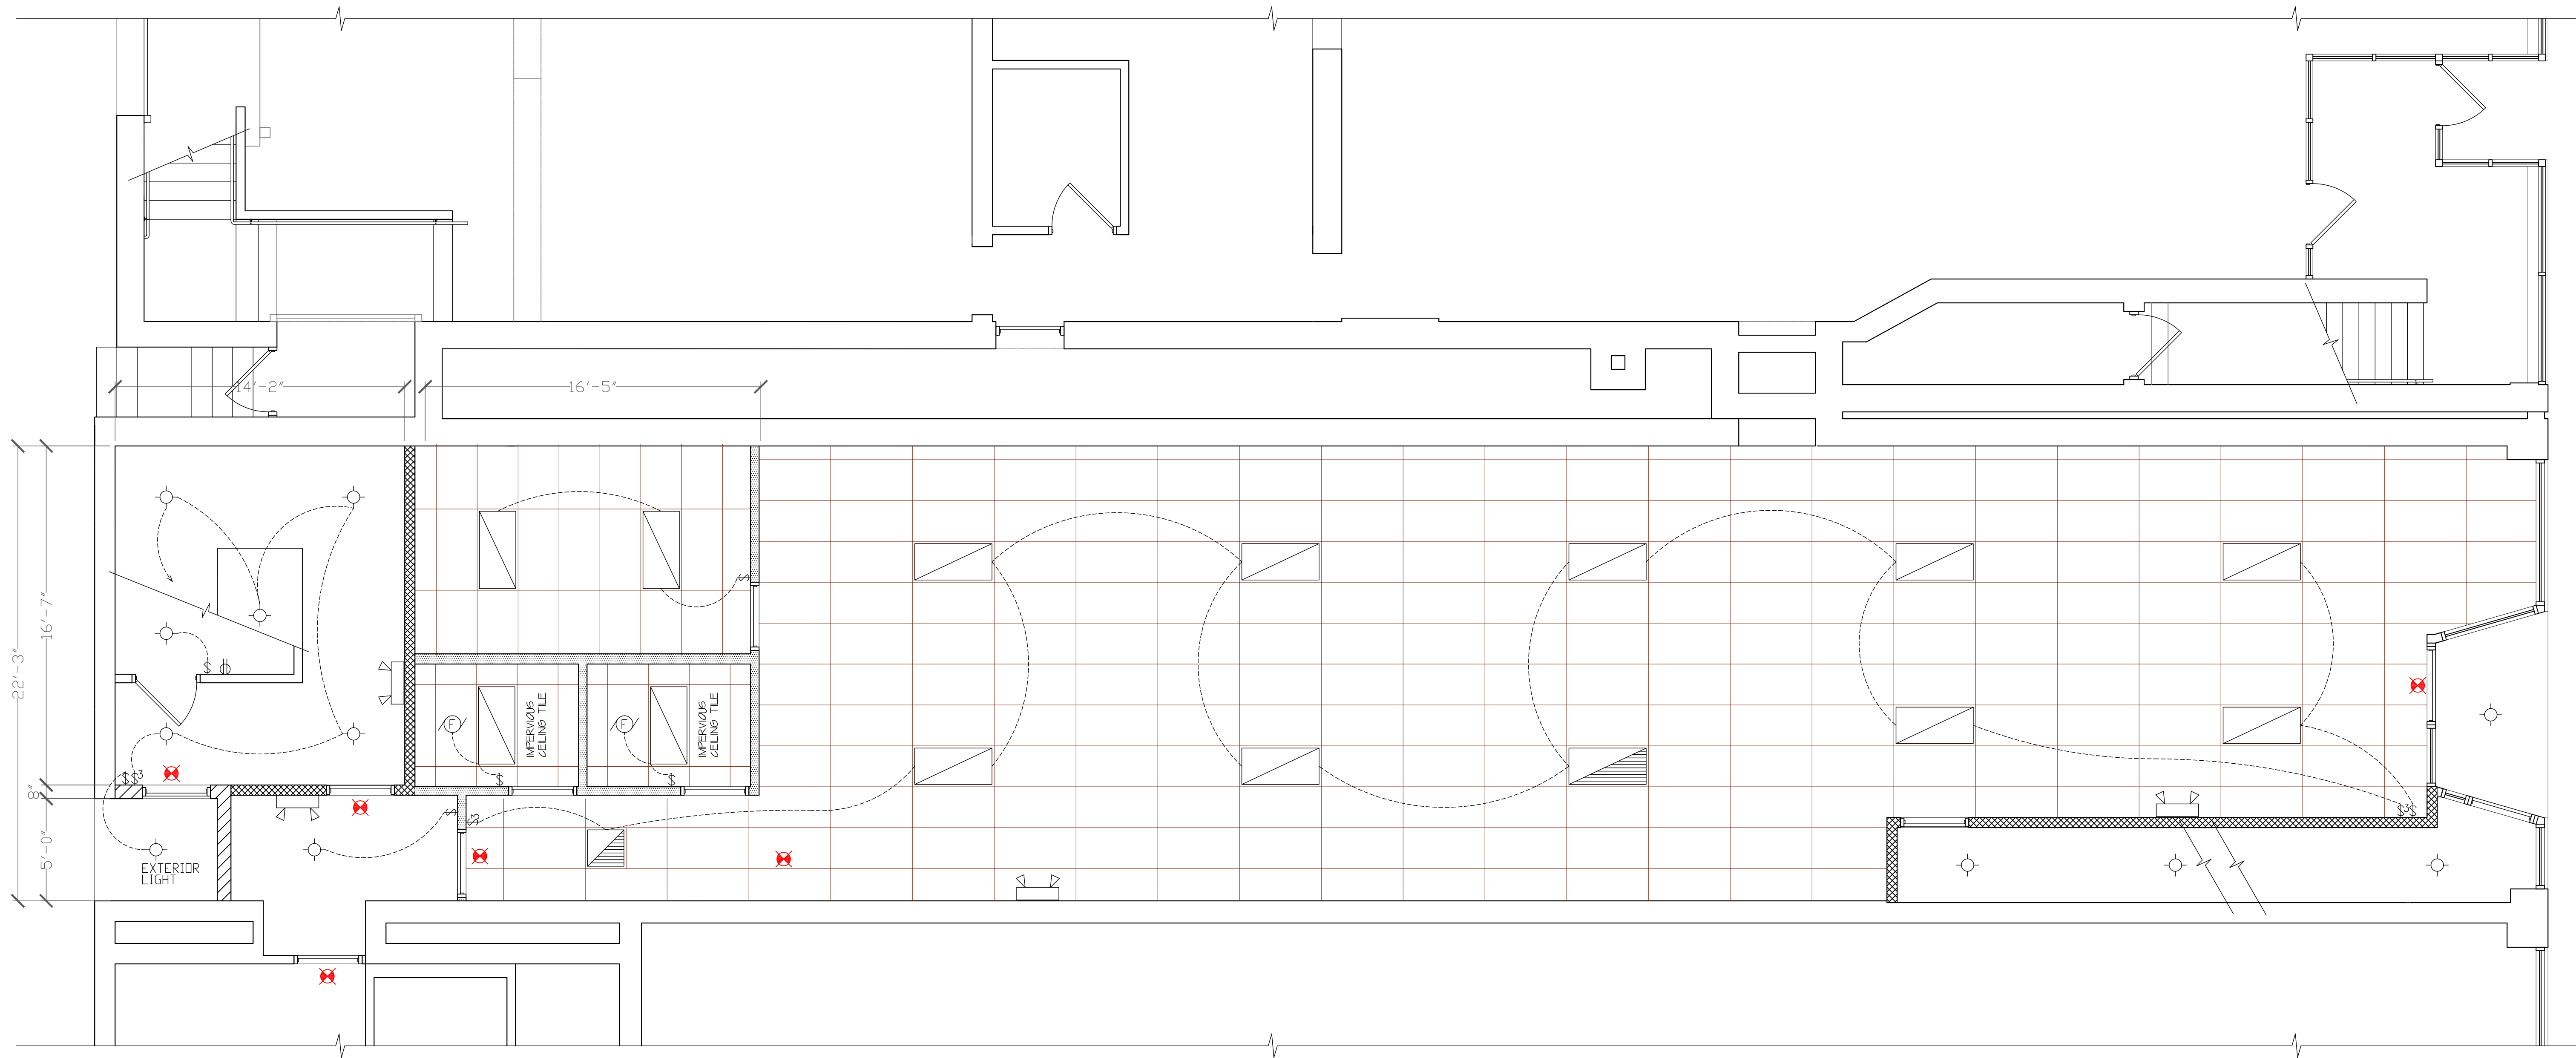 14'-2"
16'-5"
22'-3"
16'-7"
8"
5'-0"
$
$
$
$3
F
IMPERVIOUS
CEILING TILE
$
F
IMPERVIOUS
CEILING TILE
$
$
$3
$3
$
EXTERIOR
LIGHT